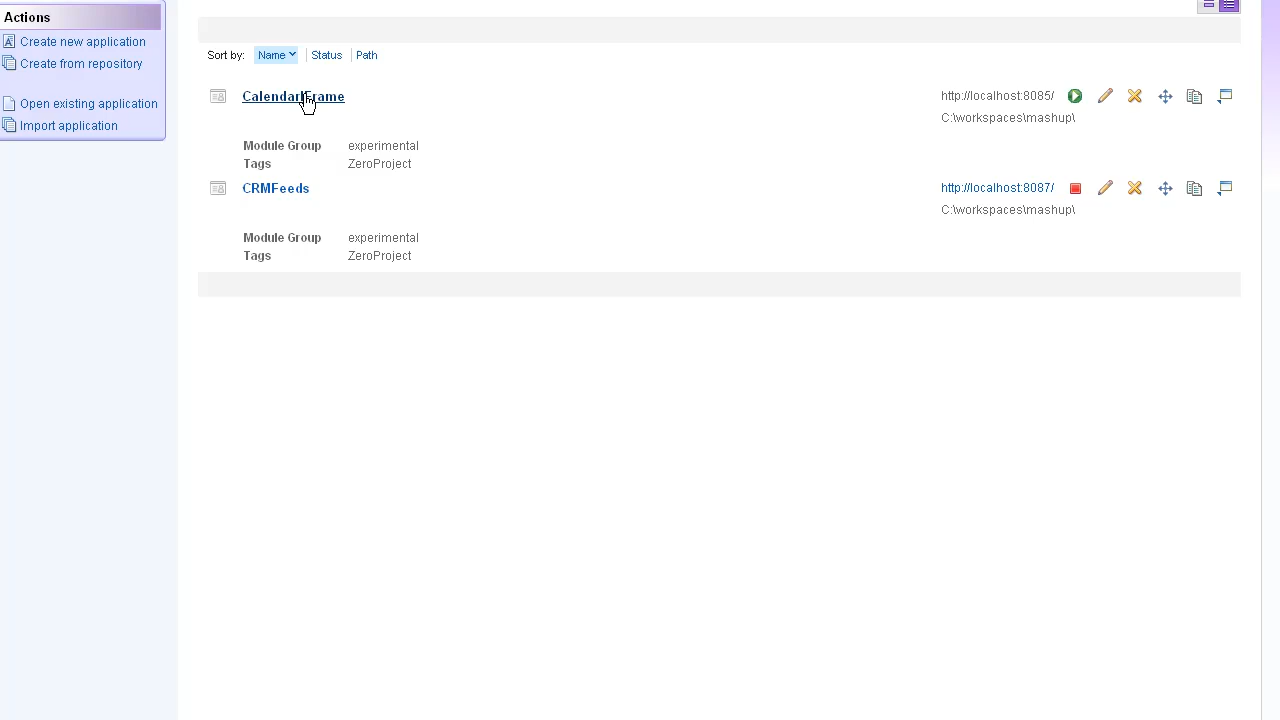 Actions
Create new application
Create from repository
Open existing application
Import application
Sort by: Name Status Path
CalendarFrame http://localhost:8085/
C:\workspaces\mashup\
Module Group experimental
Tags ZeroProject
CRMFeeds http://localhost:8087/
C:\workspaces\mashup\
Module Group experimental
Tags ZeroProject